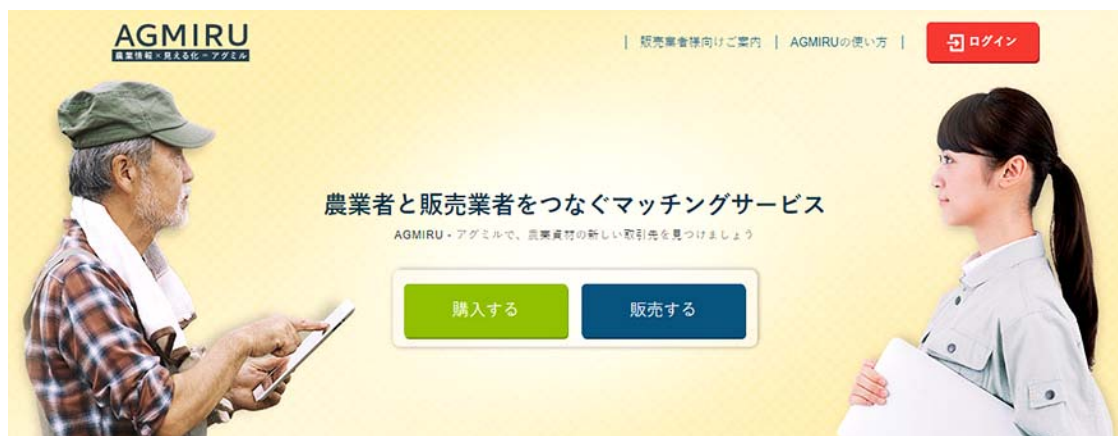 AGMIRU
農業情報×見える化－アグミル
| 販売業者様向けご案内 | AGMIRUの使い方 |
ログイン
農業者と販売業者をつなぐマッチングサービス
AGMIRU - アグミルで、農業資材の新しい取引先を見つけましょう
購入する
販売する